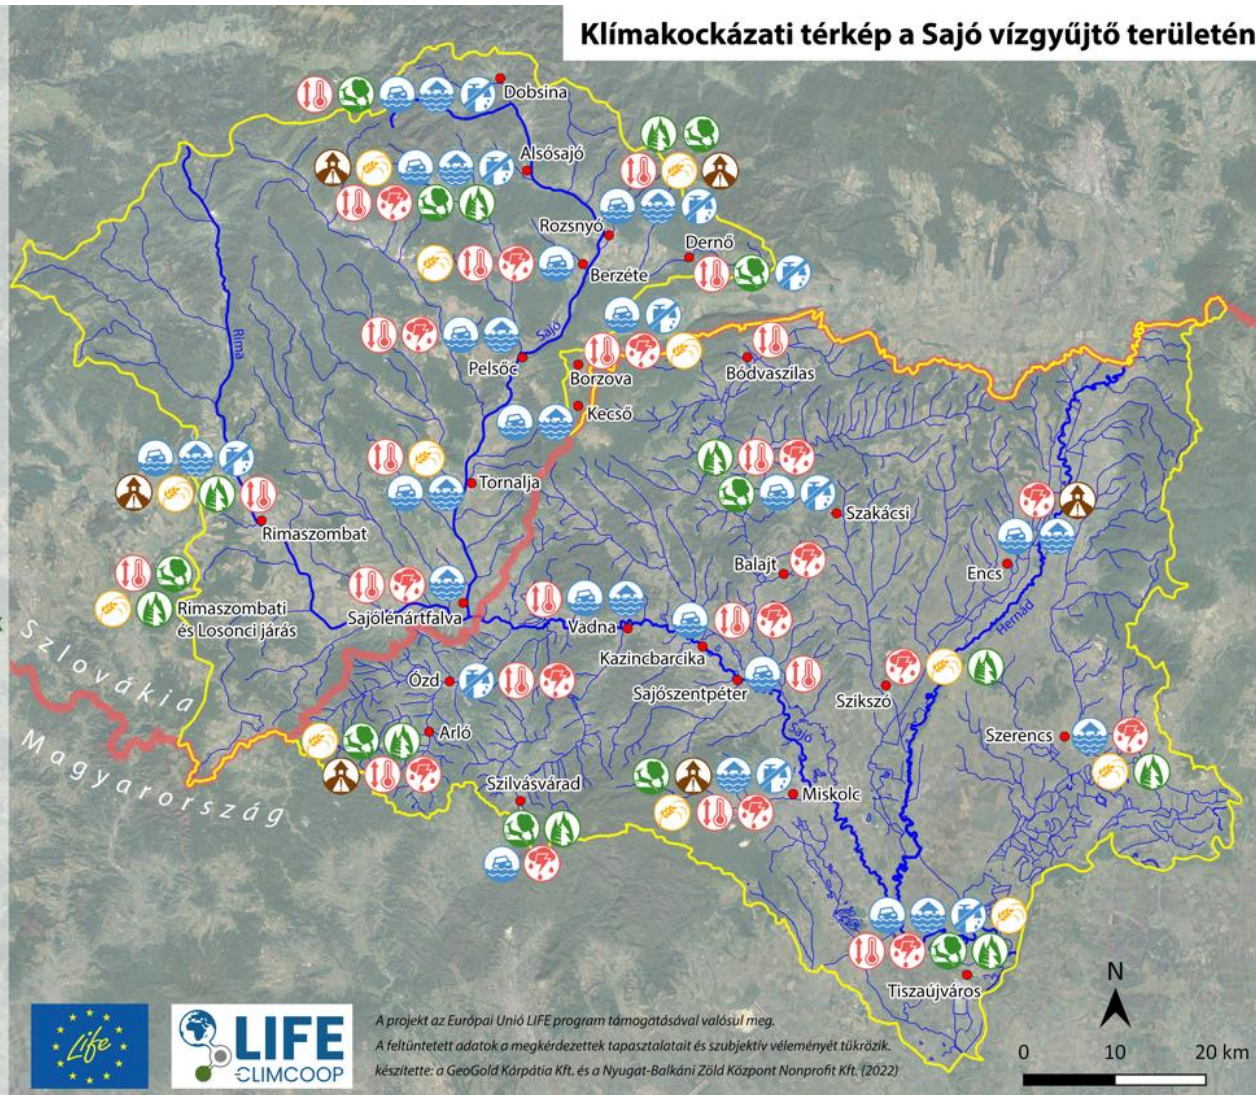 Klímakockázati térkép a Sajó vízgyűjtő területén
Dobsina
Alsósajó
Rozsnyó
Dernő
Berzéte
Sajó
Rima
Pelsőc
Borzova
Bódvaszilas
Kecső
Tornalja
Szakácsi
Rimaszombat
Balajt
Encs
Hernád
Rimaszombati
és Losonci járás
Sajólénártfalva
Vadna
Kazincbarcika
Szlovákia
Magyarország
Ózd
Sajószentpéter
Szikszó
Sajó
Arló
Szerencs
Szilvásvárad
Miskolc
Tiszaújváros
N
0 10 20 km
Life
LIFE
CLIMCOOP
A projekt az Európai Unió LIFE program támogatásával valósul meg.
A feltüntetett adatok a megkérdezettek tapasztalatait és szubjektív véleményét tükrözik.
készítette: a GeoGold Kárpátia Kft. és a Nyugat-Balkáni Zöld Központ Nonprofit Kft. (2022)